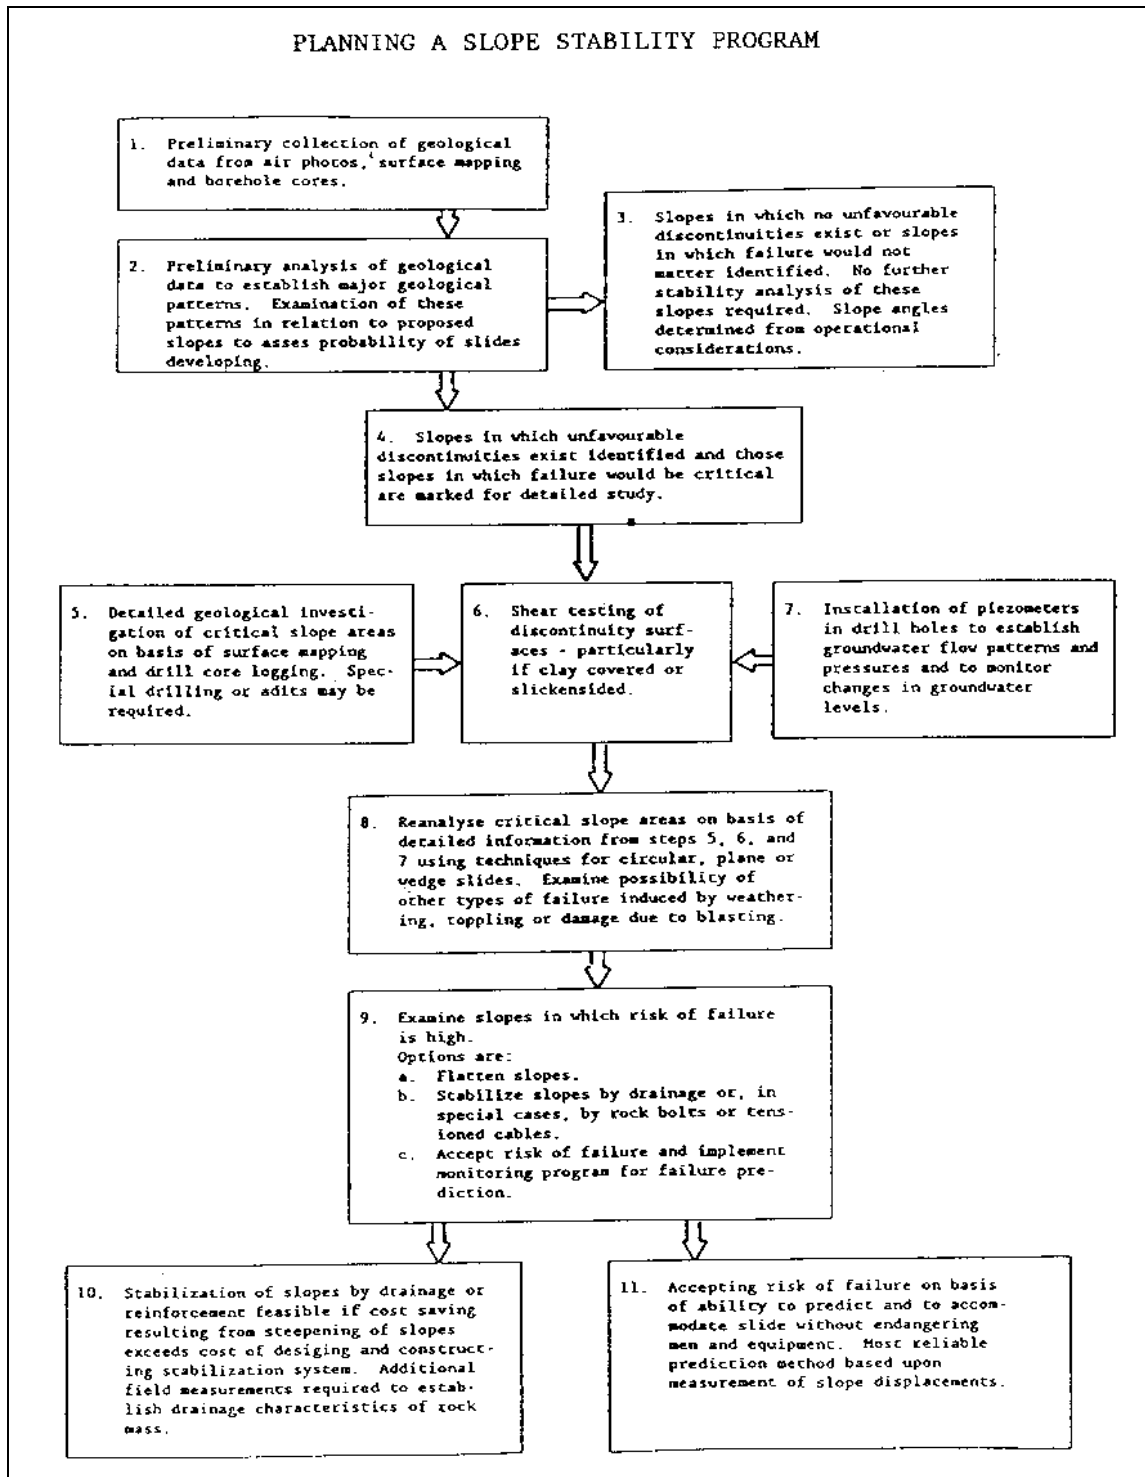 PLANNING A SLOPE STABILITY PROGRAM
1. Preliminary collection of geological
data from air photos, surface mapping
and borehole cores.
2. Preliminary analysis of geological
data to establish major geological
patterns. Examination of these
patterns in relation to proposed
slopes to asses probability of slides
developing.
3. Slopes in which no unfavourable
discontinuities exist or slopes
in which failure would not
matter identified. No further
stability analysis of these
slopes required. Slope angles
determined from operational
considerations.
4. Slopes in which unfavourable
discontinuities exist identified and those
slopes in which failure would be critical
are marked for detailed study.
5. Detailed geological investi-
gation of critical slope areas
on basis of surface mapping
and drill core logging. Spec-
ial drilling or adits may be
required.
6. Shear testing of
discontinuity surf-
aces - particularly
if clay covered or
slickensided.
7. Installation of piezometers
in drill holes to establish
groundwater flow patterns and
pressures and to monitor
changes in groundwater
levels.
8. Reanalyse critical slope areas on basis of
detailed information from steps 5, 6, and
7 using techniques for circular, plane or
wedge slides. Examine possibility of
other types of failure induced by weather-
ing, toppling or damage due to blasting.
9. Examine slopes in which risk of failure
is high.
Options are:
a. Flatten slopes.
b. Stabilize slopes by drainage or, in
special cases, by rock bolts or tens-
ioned cables.
c. Accept risk of failure and implement
monitoring program for failure pre-
diction.
10. Stabilization of slopes by drainage or
reinforcement feasible if cost saving
resulting from steepening of slopes
exceeds cost of desiging and construct-
ing stabilization system. Additional
field measurements required to estab-
lish drainage characteristics of rock
mass.
11. Accepting risk of failure on basis
of ability to predict and to accom-
modate slide without endangering
men and equipment. Most reliable
prediction method based upon
measurement of slope displacements.